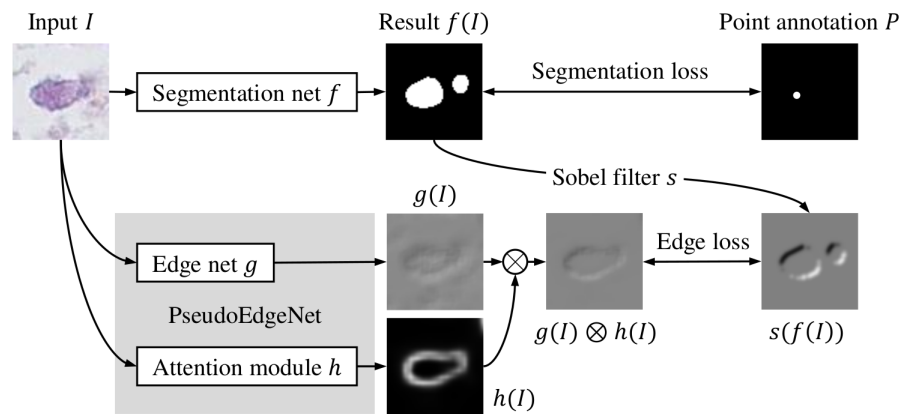 Input I
Result f(I)
Point annotation P
Segmentation net f
Segmentation loss
Sobel filter s
g(I)
Edge net g
Edge loss
PseudoEdgeNet
g(I) ⊗ h(I)
s(f(I))
Attention module h
h(I)